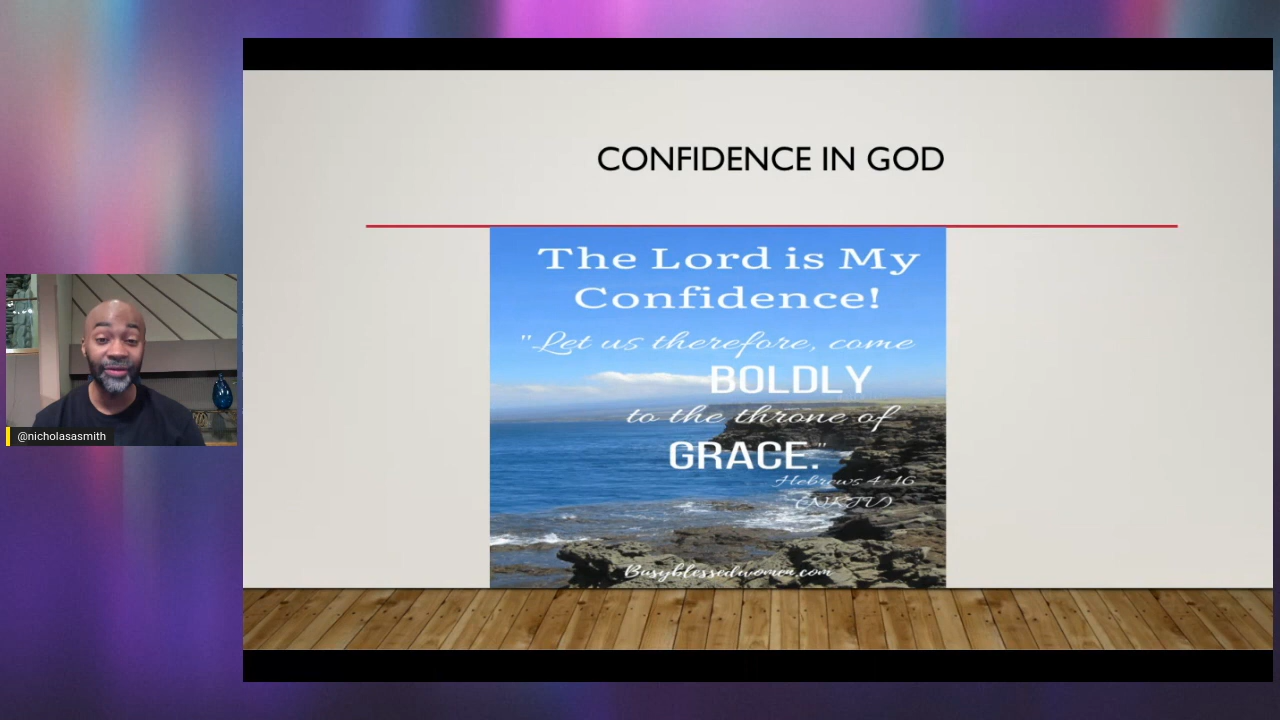 CONFIDENCE IN GOD
The Lord is My
Confidence!
"Let us therefore, come
BOLDLY
to the throne of
GRACE."
Hebrews 4:16
(NKJV)
Busyblessedwomen.com
@nicholasasmith